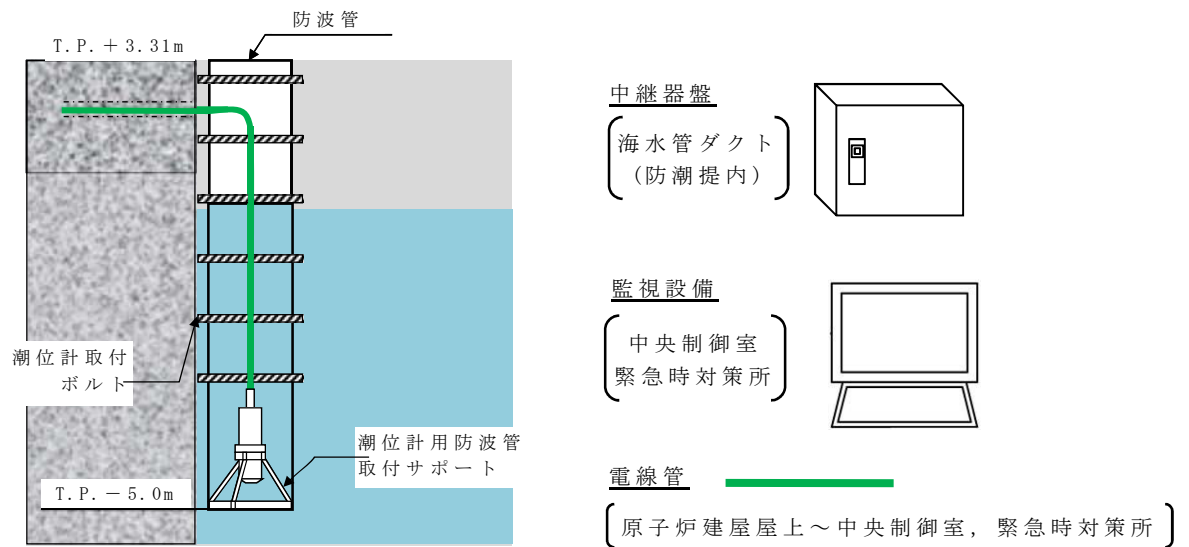 防波管
T.P.＋3.31m
潮位計取付
ボルト
潮位計用防波管
取付サポート
T.P.－5.0m
中継器盤
海水管ダクト
（防潮提内）
監視設備
中央制御室
緊急時対策所
電線管
原子炉建屋屋上～中央制御室，緊急時対策所